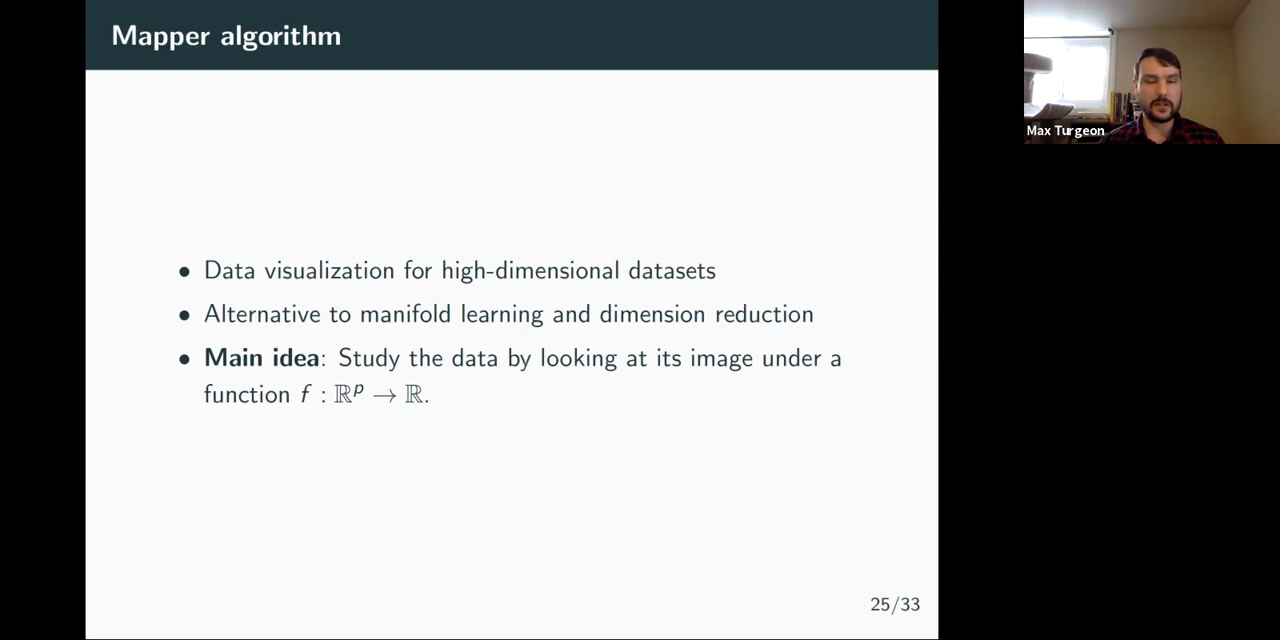 Mapper algorithm
Max Turgeon
• Data visualization for high-dimensional datasets
• Alternative to manifold learning and dimension reduction
• Main idea: Study the data by looking at its image under a
function f : ℝᵖ → ℝ.
25/33